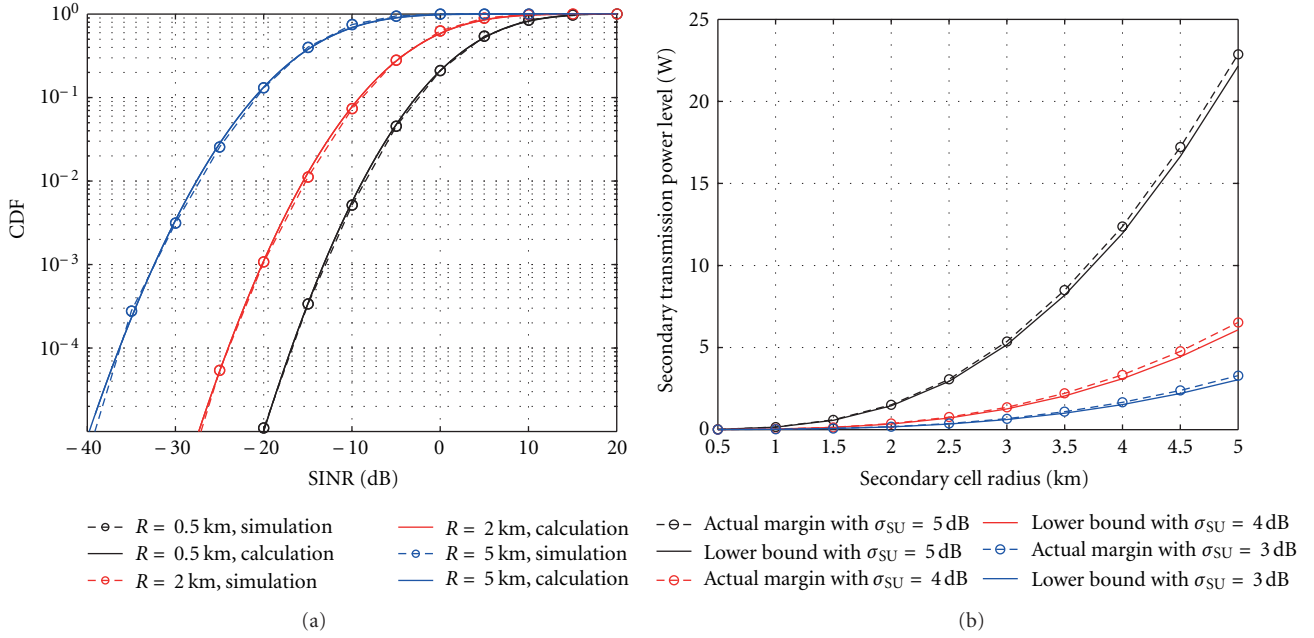 10⁰
10⁻¹
10⁻²
10⁻³
10⁻⁴
CDF
−40 −30 −20 −10 0 10 20
SINR (dB)
R = 0.5 km, simulation
R = 0.5 km, calculation
R = 2 km, simulation
R = 2 km, calculation
R = 5 km, simulation
R = 5 km, calculation
(a)
25
20
15
10
5
0
Secondary transmission power level (W)
0.5 1 1.5 2 2.5 3 3.5 4 4.5 5
Secondary cell radius (km)
Actual margin with σSU = 5 dB
Lower bound with σSU = 5 dB
Actual margin with σSU = 4 dB
Lower bound with σSU = 4 dB
Actual margin with σSU = 3 dB
Lower bound with σSU = 3 dB
(b)